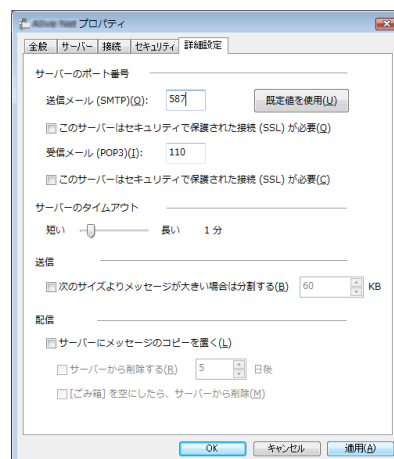 プロパティ
全般 サーバー 接続 セキュリティ 詳細設定
サーバーのポート番号
送信メール (SMTP)(O): 587 既定値を使用(U)
このサーバーはセキュリティで保護された接続 (SSL) が必要(Q)
受信メール (POP3)(I): 110
このサーバーはセキュリティで保護された接続 (SSL) が必要(C)
サーバーのタイムアウト
短い 長い 1 分
送信
次のサイズよりメッセージが大きい場合は分割する(B) 60 KB
配信
サーバーにメッセージのコピーを置く(L)
サーバーから削除する(R) 5 日後
[ごみ箱] を空にしたら、サーバーから削除(M)
OK キャンセル 適用(A)